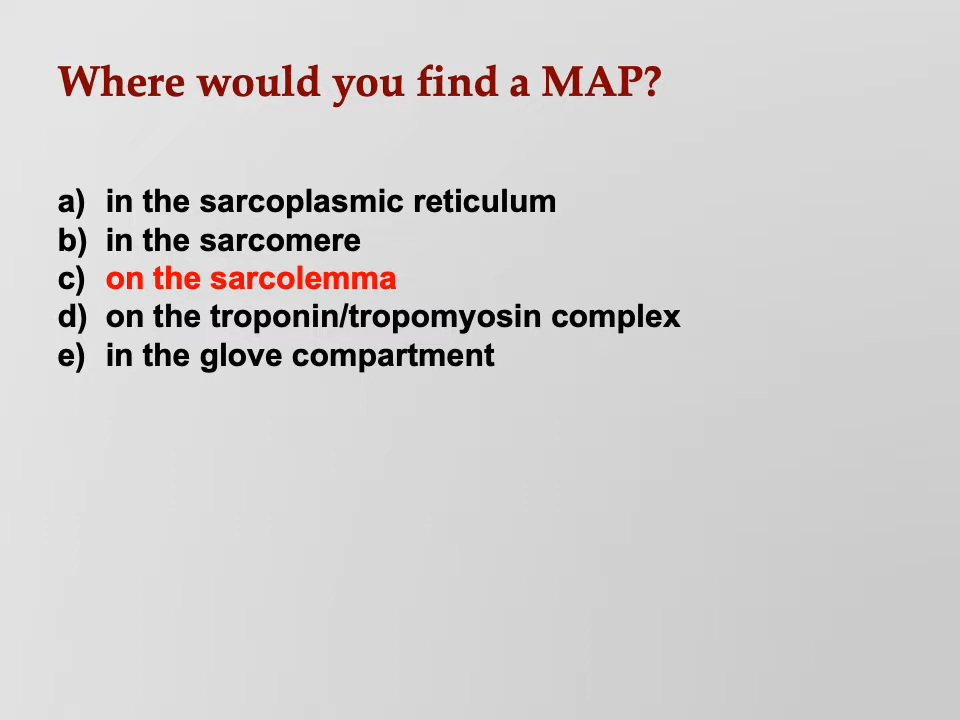 Where would you find a MAP?
a) in the sarcoplasmic reticulum
b) in the sarcomere
c) on the sarcolemma
d) on the troponin/tropomyosin complex
e) in the glove compartment